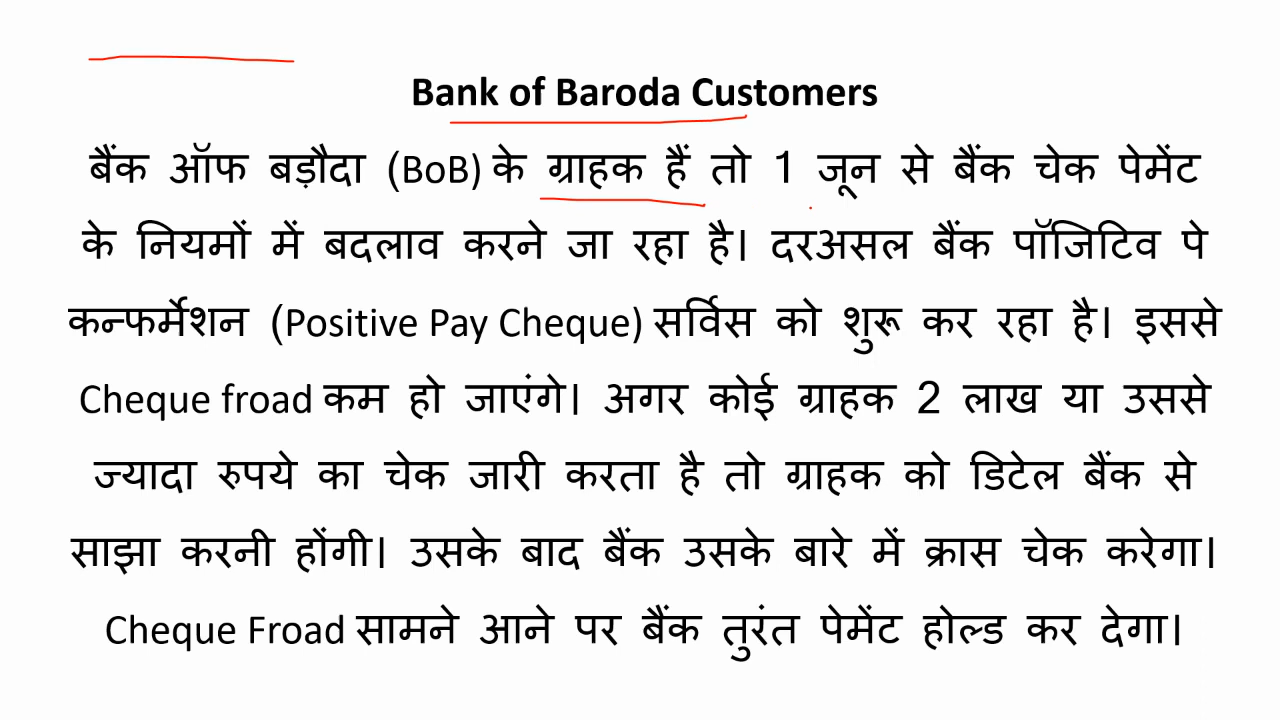 Bank of Baroda Customers
बैंक ऑफ बड़ौदा (BoB) के ग्राहक हैं तो 1 जून से बैंक चेक पेमेंट
के नियमों में बदलाव करने जा रहा है। दरअसल बैंक पॉजिटिव पे
कन्फर्मेशन (Positive Pay Cheque) सर्विस को शुरू कर रहा है। इससे
Cheque froad कम हो जाएंगे। अगर कोई ग्राहक 2 लाख या उससे
ज्यादा रुपये का चेक जारी करता है तो ग्राहक को डिटेल बैंक से
साझा करनी होंगी। उसके बाद बैंक उसके बारे में क्रास चेक करेगा।
Cheque Froad सामने आने पर बैंक तुरंत पेमेंट होल्ड कर देगा।